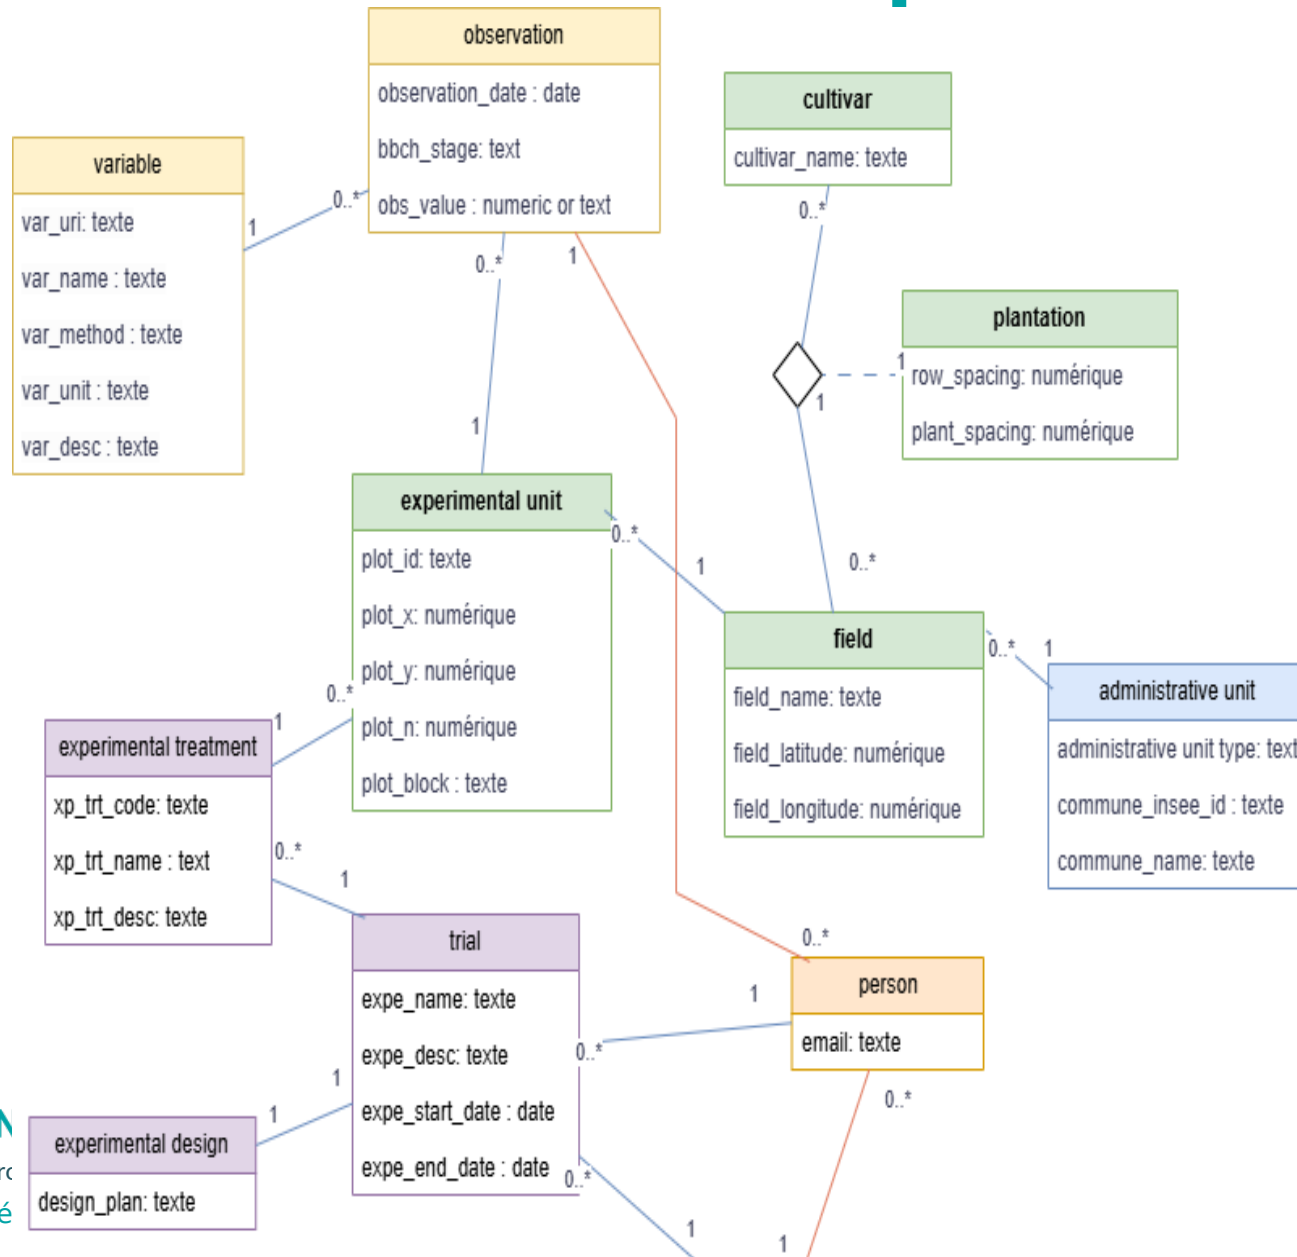 observation
observation_date : date
bbch_stage: text
obs_value : numeric or text
cultivar
cultivar_name: texte
variable
var_uri: texte
var_name : texte
var_method : texte
var_unit : texte
var_desc : texte
0..*
1
0..*
1
0..*
plantation
row_spacing: numérique
plant_spacing: numérique
1
1
1
experimental unit
plot_id: texte
plot_x: numérique
plot_y: numérique
plot_n: numérique
plot_block : texte
0..*
1
0..*
field
field_name: texte
field_latitude: numérique
field_longitude: numérique
0..*
1
administrative unit
administrative unit type: text
commune_insee_id : texte
commune_name: texte
0..*
1
experimental treatment
xp_trt_code: texte
xp_trt_name : text
xp_trt_desc: texte
0..*
1
trial
expe_name: texte
expe_desc: texte
expe_start_date : date
expe_end_date : date
0..*
person
email: texte
1
0..*
0..*
1
1
experimental design
design_plan: texte
0..*
1
1